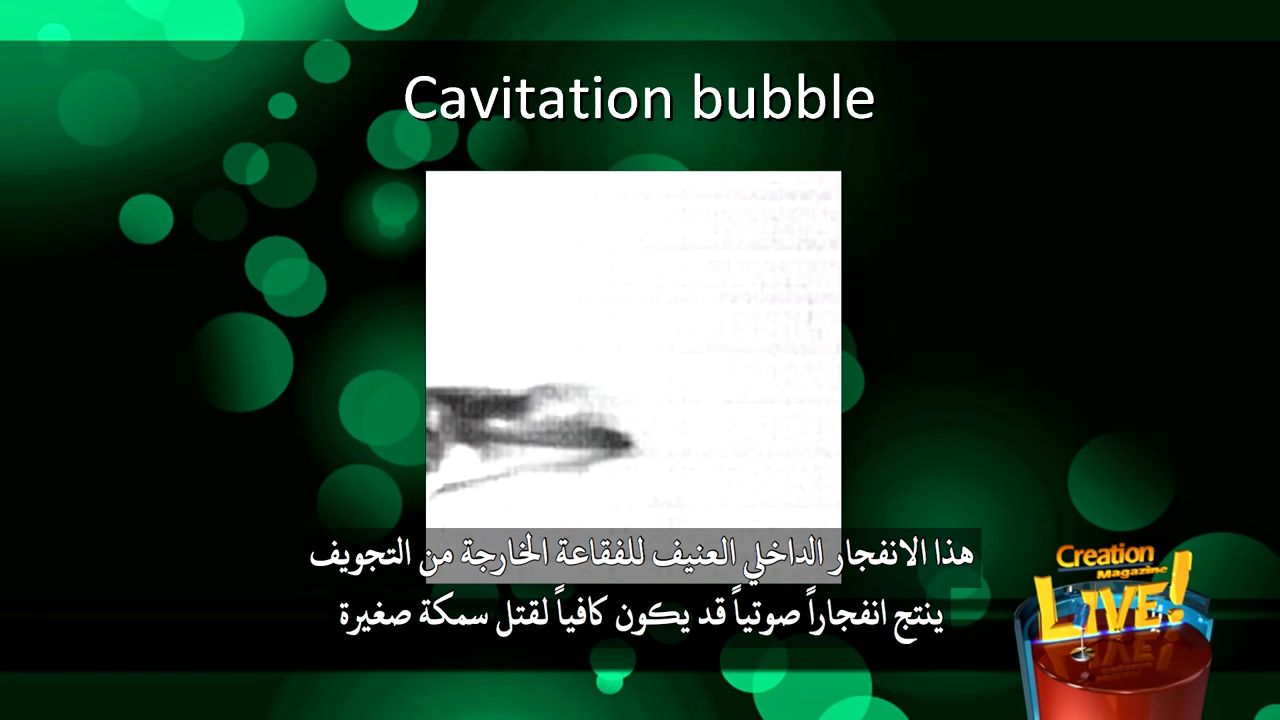 Cavitation bubble
هذا الانفجار الداخلي العنيف للفقاعة الخارجة من التجويف
ينتج انفجاراً صوتياً قد يكون كافياً لقتل سمكة صغيرة
Creation
Magazine
LIVE!